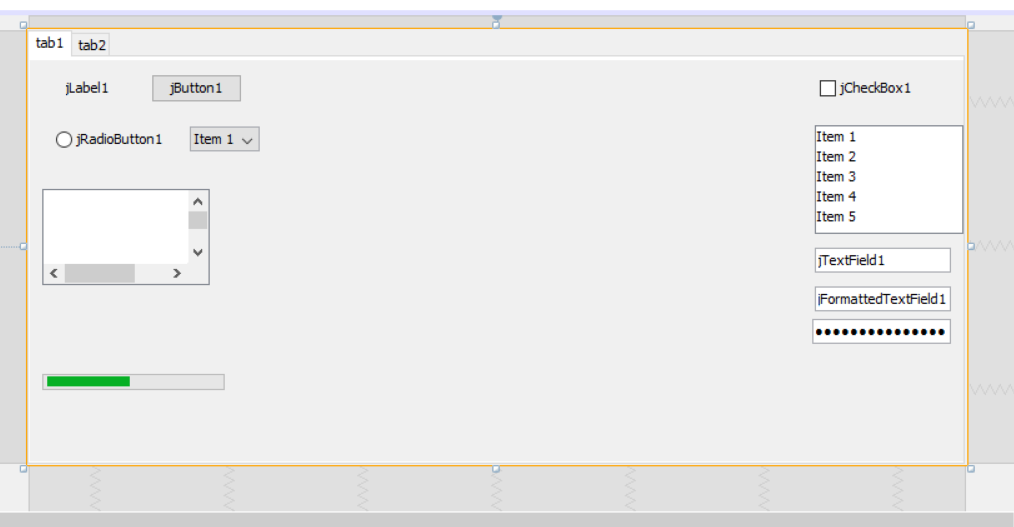 tab1 tab2
jLabel1 jButton1 jCheckBox1
jRadioButton1 Item 1
Item 1
Item 2
Item 3
Item 4
Item 5
jTextField1
jFormattedTextField1